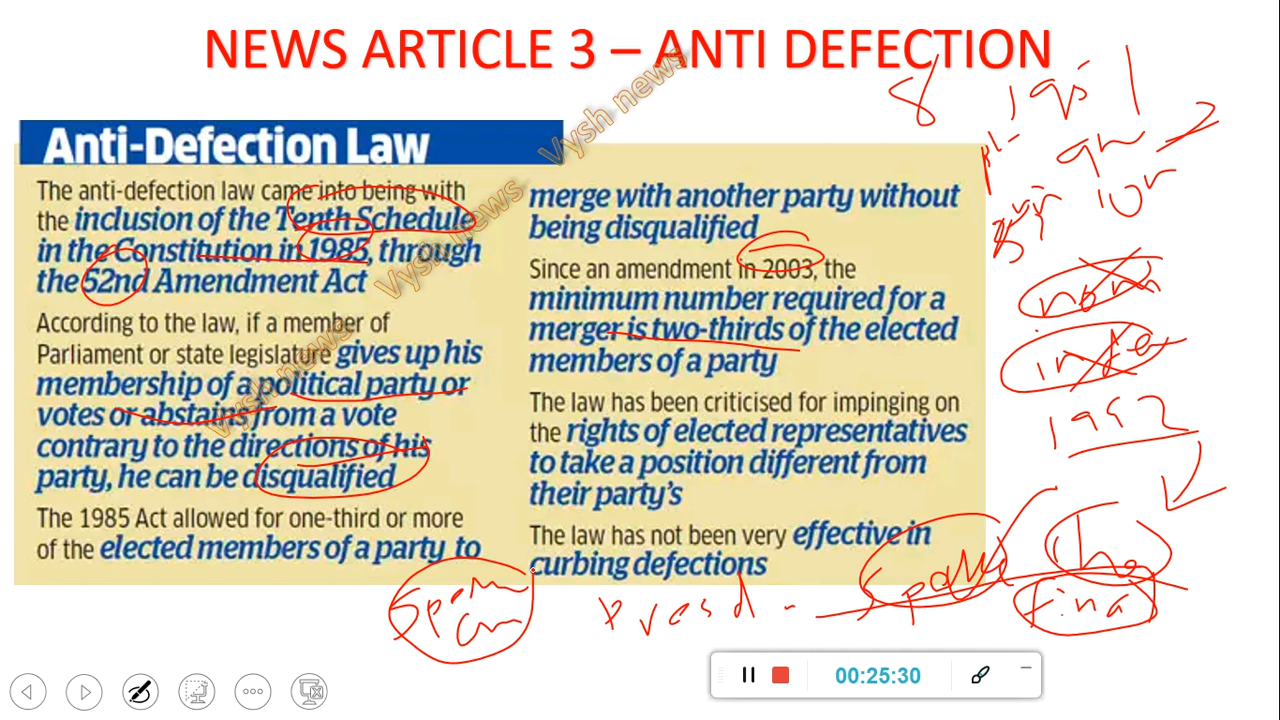 NEWS ARTICLE 3 – ANTI DEFECTION
Anti-Defection Law
The anti-defection law came into being with
the inclusion of the Tenth Schedule
in the Constitution in 1985, through
the 52nd Amendment Act
According to the law, if a member of
Parliament or state legislature gives up his
membership of a political party or
votes or abstains from a vote
contrary to the directions of his
party, he can be disqualified
The 1985 Act allowed for one-third or more
of the elected members of a party to
merge with another party without
being disqualified
Since an amendment in 2003, the
minimum number required for a
merger is two-thirds of the elected
members of a party
The law has been criticised for impinging on
the rights of elected representatives
to take a position different from
their party's
The law has not been very effective in
curbing defections
Vysh news
Vysh news
Vysh news
8
1992
00:25:30